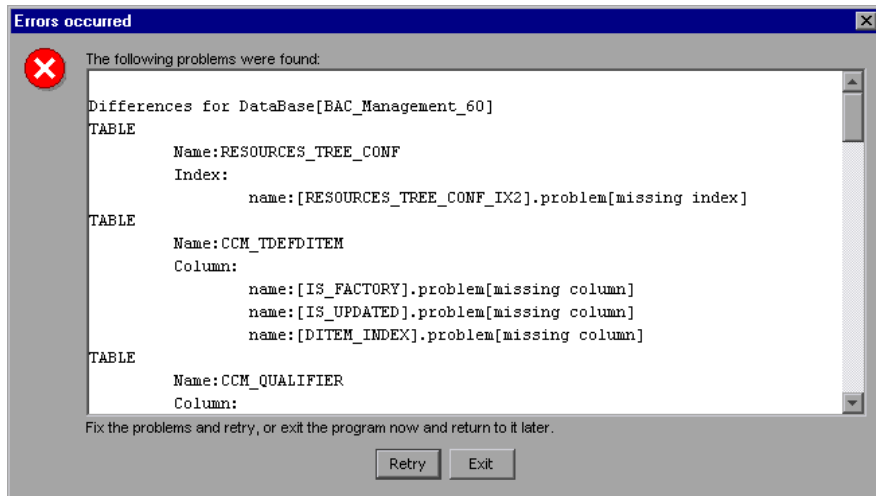 Errors occurred
The following problems were found:
Differences for DataBase[BAC_Management_60]
TABLE
Name:RESOURCES_TREE_CONF
Index:
name:[RESOURCES_TREE_CONF_IX2].problem[missing index]
TABLE
Name:CCM_TDEFDITEM
Column:
name:[IS_FACTORY].problem[missing column]
name:[IS_UPDATED].problem[missing column]
name:[DITEM_INDEX].problem[missing column]
TABLE
Name:CCM_QUALIFIER
Column:
Fix the problems and retry, or exit the program now and return to it later.
Retry Exit